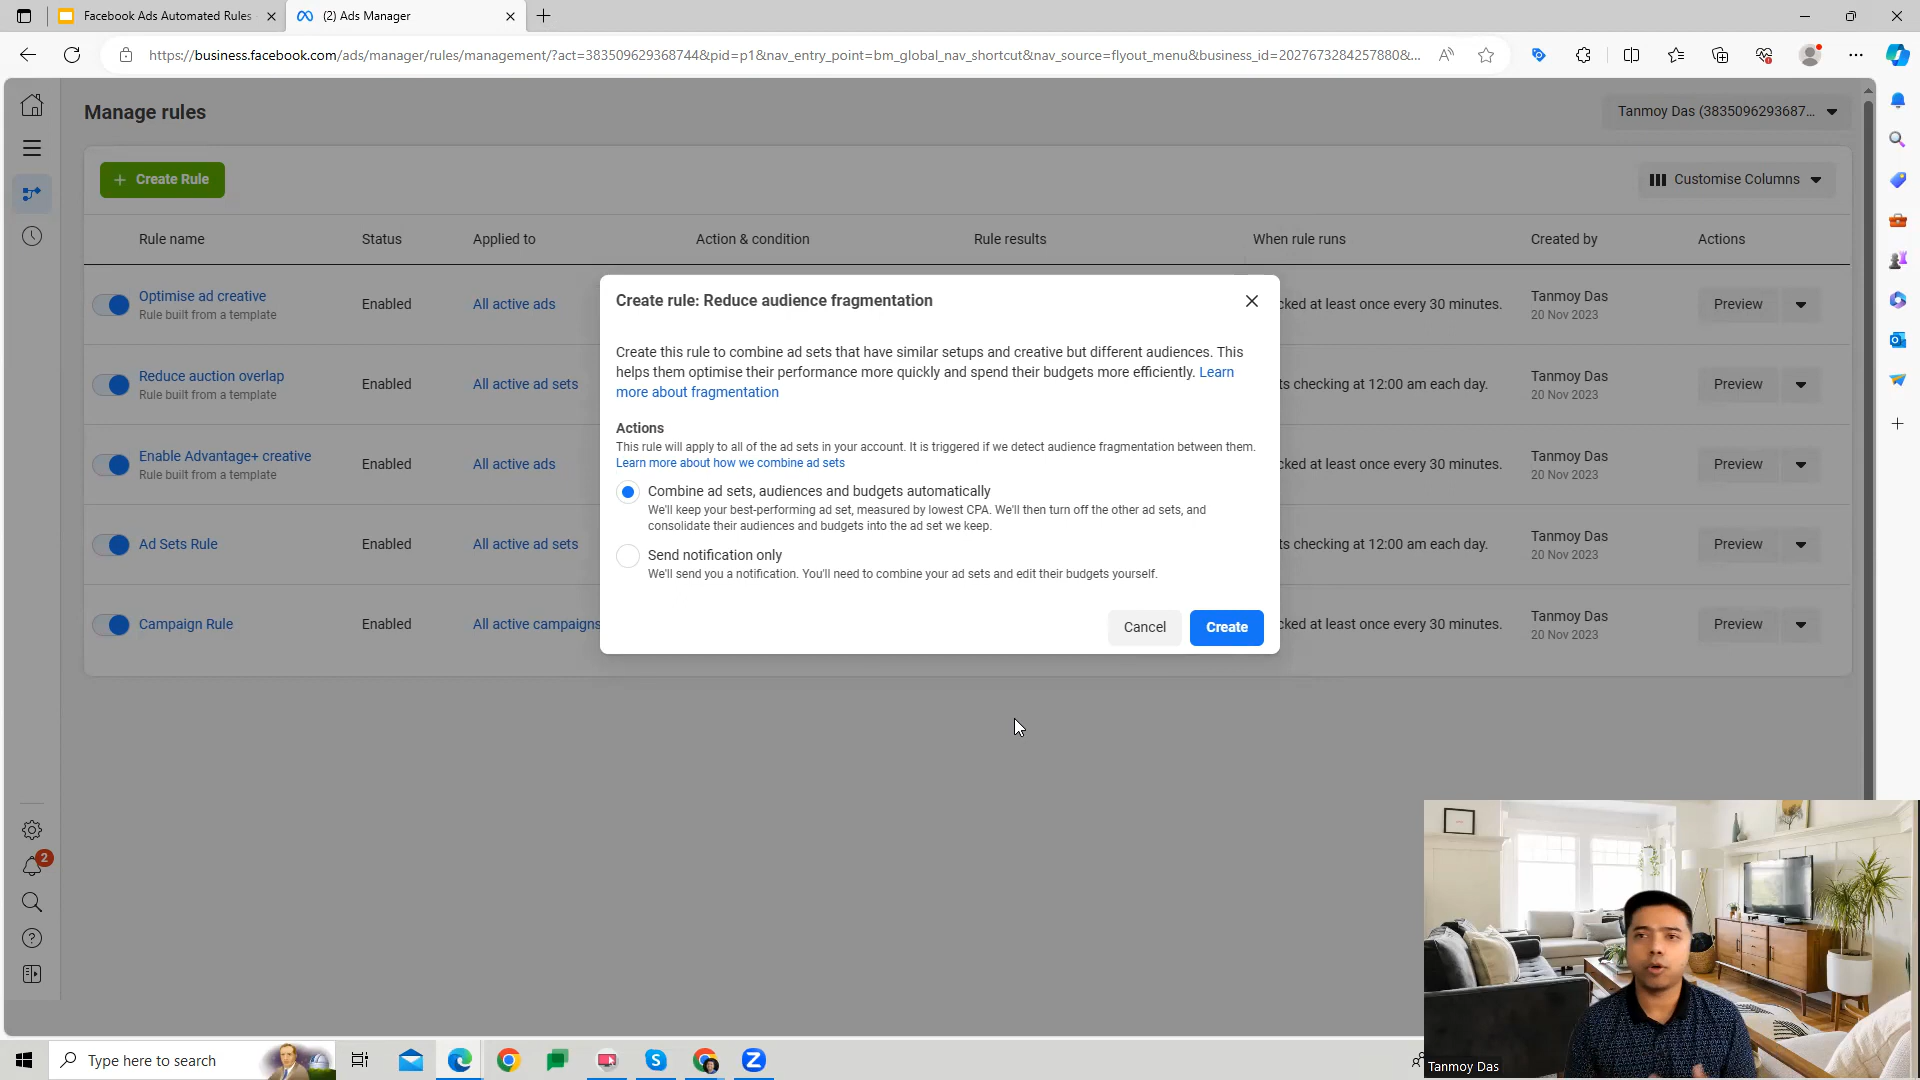 Facebook Ads Automated Rules
(2) Ads Manager
https://business.facebook.com/ads/manager/rules/management/?act=383509629368744&pid=p1&nav_entry_point=bm_global_nav_shortcut&nav_source=flyout_menu&business_id=2027673284257880&...
Manage rules
Tanmoy Das (3835096293687...
+ Create Rule
Customise Columns
Rule name Status Applied to Action & condition Rule results When rule runs Created by Actions
Optimise ad creative
Rule built from a template
Enabled
All active ads
cked at least once every 30 minutes.
Tanmoy Das
20 Nov 2023
Preview
Reduce auction overlap
Rule built from a template
Enabled
All active ad sets
ts checking at 12:00 am each day.
Tanmoy Das
20 Nov 2023
Preview
Enable Advantage+ creative
Rule built from a template
Enabled
All active ads
cked at least once every 30 minutes.
Tanmoy Das
20 Nov 2023
Preview
Ad Sets Rule
Enabled
All active ad sets
ts checking at 12:00 am each day.
Tanmoy Das
20 Nov 2023
Preview
Campaign Rule
Enabled
All active campaigns
cked at least once every 30 minutes.
Tanmoy Das
20 Nov 2023
Preview
Create rule: Reduce audience fragmentation
Create this rule to combine ad sets that have similar setups and creative but different audiences. This
helps them optimise their performance more quickly and spend their budgets more efficiently. Learn
more about fragmentation
Actions
This rule will apply to all of the ad sets in your account. It is triggered if we detect audience fragmentation between them.
Learn more about how we combine ad sets
Combine ad sets, audiences and budgets automatically
We'll keep your best-performing ad set, measured by lowest CPA. We'll then turn off the other ad sets, and
consolidate their audiences and budgets into the ad set we keep.
Send notification only
We'll send you a notification. You'll need to combine your ad sets and edit their budgets yourself.
Cancel
Create
2
Type here to search
Tanmoy Das